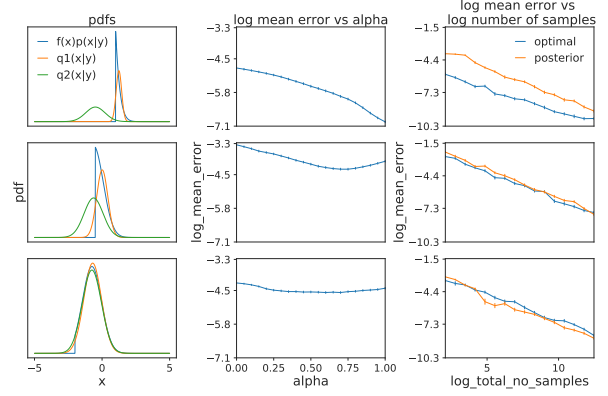 pdfs
log mean error vs alpha
log mean error vs
log number of samples
f(x)p(x|y)
q1(x|y)
q2(x|y)
−3.3
−4.5
−5.8
−7.1
−1.5
−4.4
−7.3
−10.3
optimal
posterior
pdf
log_mean_error
−3.3
−4.5
−5.8
−7.1
log_mean_error
−1.5
−4.4
−7.3
−10.3
−3.3
−4.5
−5.8
−7.1
−1.5
−4.4
−7.3
−10.3
−5 0 5
x
0.00 0.25 0.50 0.75 1.00
alpha
5 10
log_total_no_samples